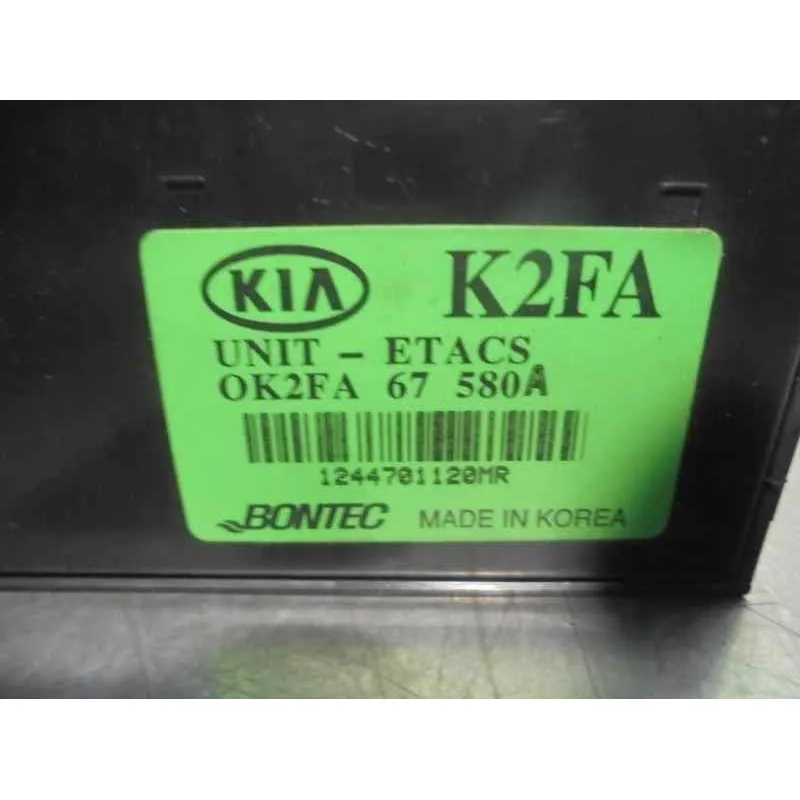 KIA K2FA
UNIT - ETACS
OK2FA 67 580A
1244701120MR
BONTEC MADE IN KOREA